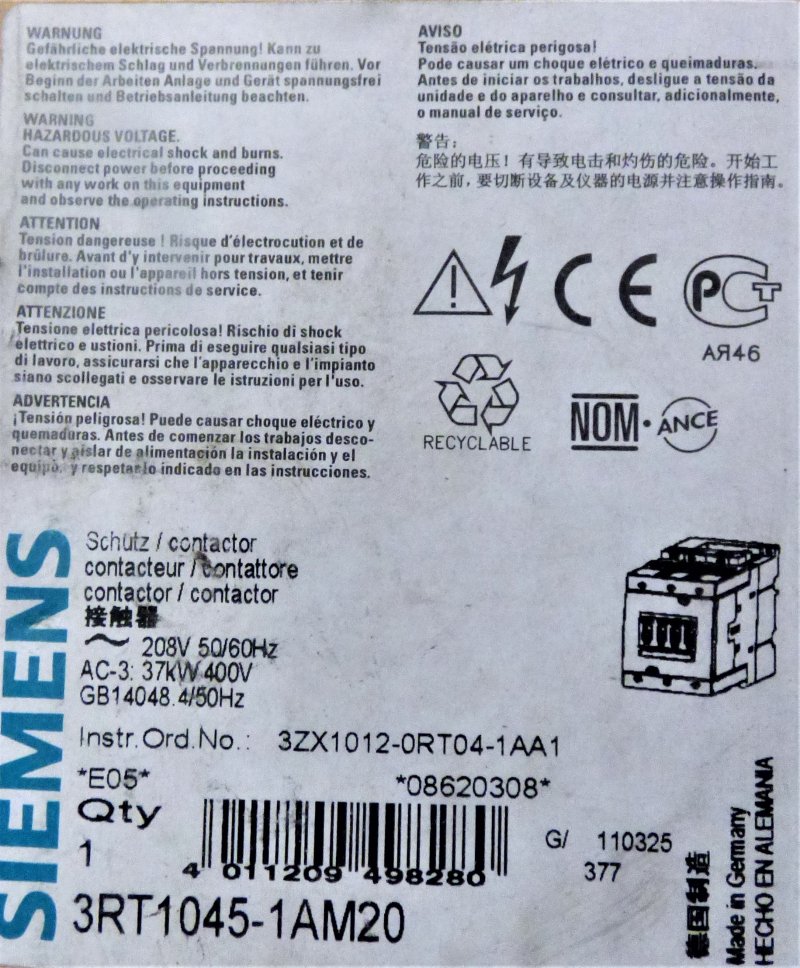 WARNUNG
Gefährliche elektrische Spannung! Kann zu
elektrischem Schlag und Verbrennungen führen. Vor
Beginn der Arbeiten Anlage und Gerät spannungsfrei
schalten und Betriebsanleitung beachten.
WARNING
HAZARDOUS VOLTAGE.
Can cause electrical shock and burns.
Disconnect power before proceeding
with any work on this equipment
and observe the operating instructions.
ATTENTION
Tension dangereuse ! Risque d'électrocution et de
brûlure. Avant d'y intervenir pour travaux, mettre
l'installation ou l'appareil hors tension, et tenir
compte des instructions de service.
ATTENZIONE
Tensione elettrica pericolosa! Rischio di shock
elettrico e ustioni. Prima di eseguire qualsiasi tipo
di lavoro, assicurarsi che l'apparecchio e l'impianto
siano scollegati e osservare le istruzioni per l'uso.
ADVERTENCIA
¡Tensión peligrosa! Puede causar choque eléctrico y
quemaduras. Antes de comenzar los trabajos desco-
nectar y aislar de alimentación la instalación y el
equipo, y respetar lo indicado en las instrucciones.
AVISO
Tensão elétrica perigosa!
Pode causar um choque elétrico e queimaduras.
Antes de iniciar os trabalhos, desligue a tensão da
unidade e do aparelho e consultar, adicionalmente,
o manual de serviço.
警告:
危险的电压！有导致电击和灼伤的危险。开始工
作之前，要切断设备及仪器的电源并注意操作指南。
CE
PCT
АЯ46
RECYCLABLE
NOM·ANCE
SIEMENS
Schütz / contactor
contacteur / contattore
contactor / contactor
接触器
~ 208V 50/60Hz
AC-3: 37kW 400V
GB14048.4/50Hz
Instr.Ord.No.: 3ZX1012-0RT04-1AA1
*E05* *08620308*
Qty
1
4 011209 498280
G/ 110325
377
3RT1045-1AM20
德国制造
Made in Germany
HECHO EN ALEMANIA